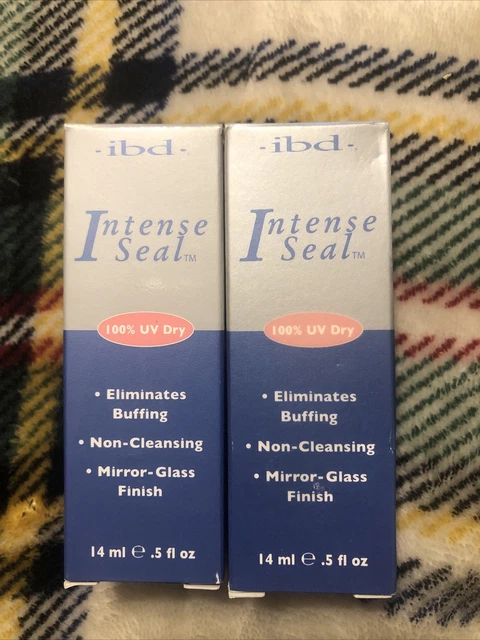 -ibd-
Intense
Seal™
100% UV Dry
• Eliminates
Buffing
• Non-Cleansing
• Mirror-Glass
Finish
14 ml ℮ .5 fl oz
-ibd-
Intense
Seal™
100% UV Dry
• Eliminates
Buffing
• Non-Cleansing
• Mirror-Glass
Finish
14 ml ℮ .5 fl oz